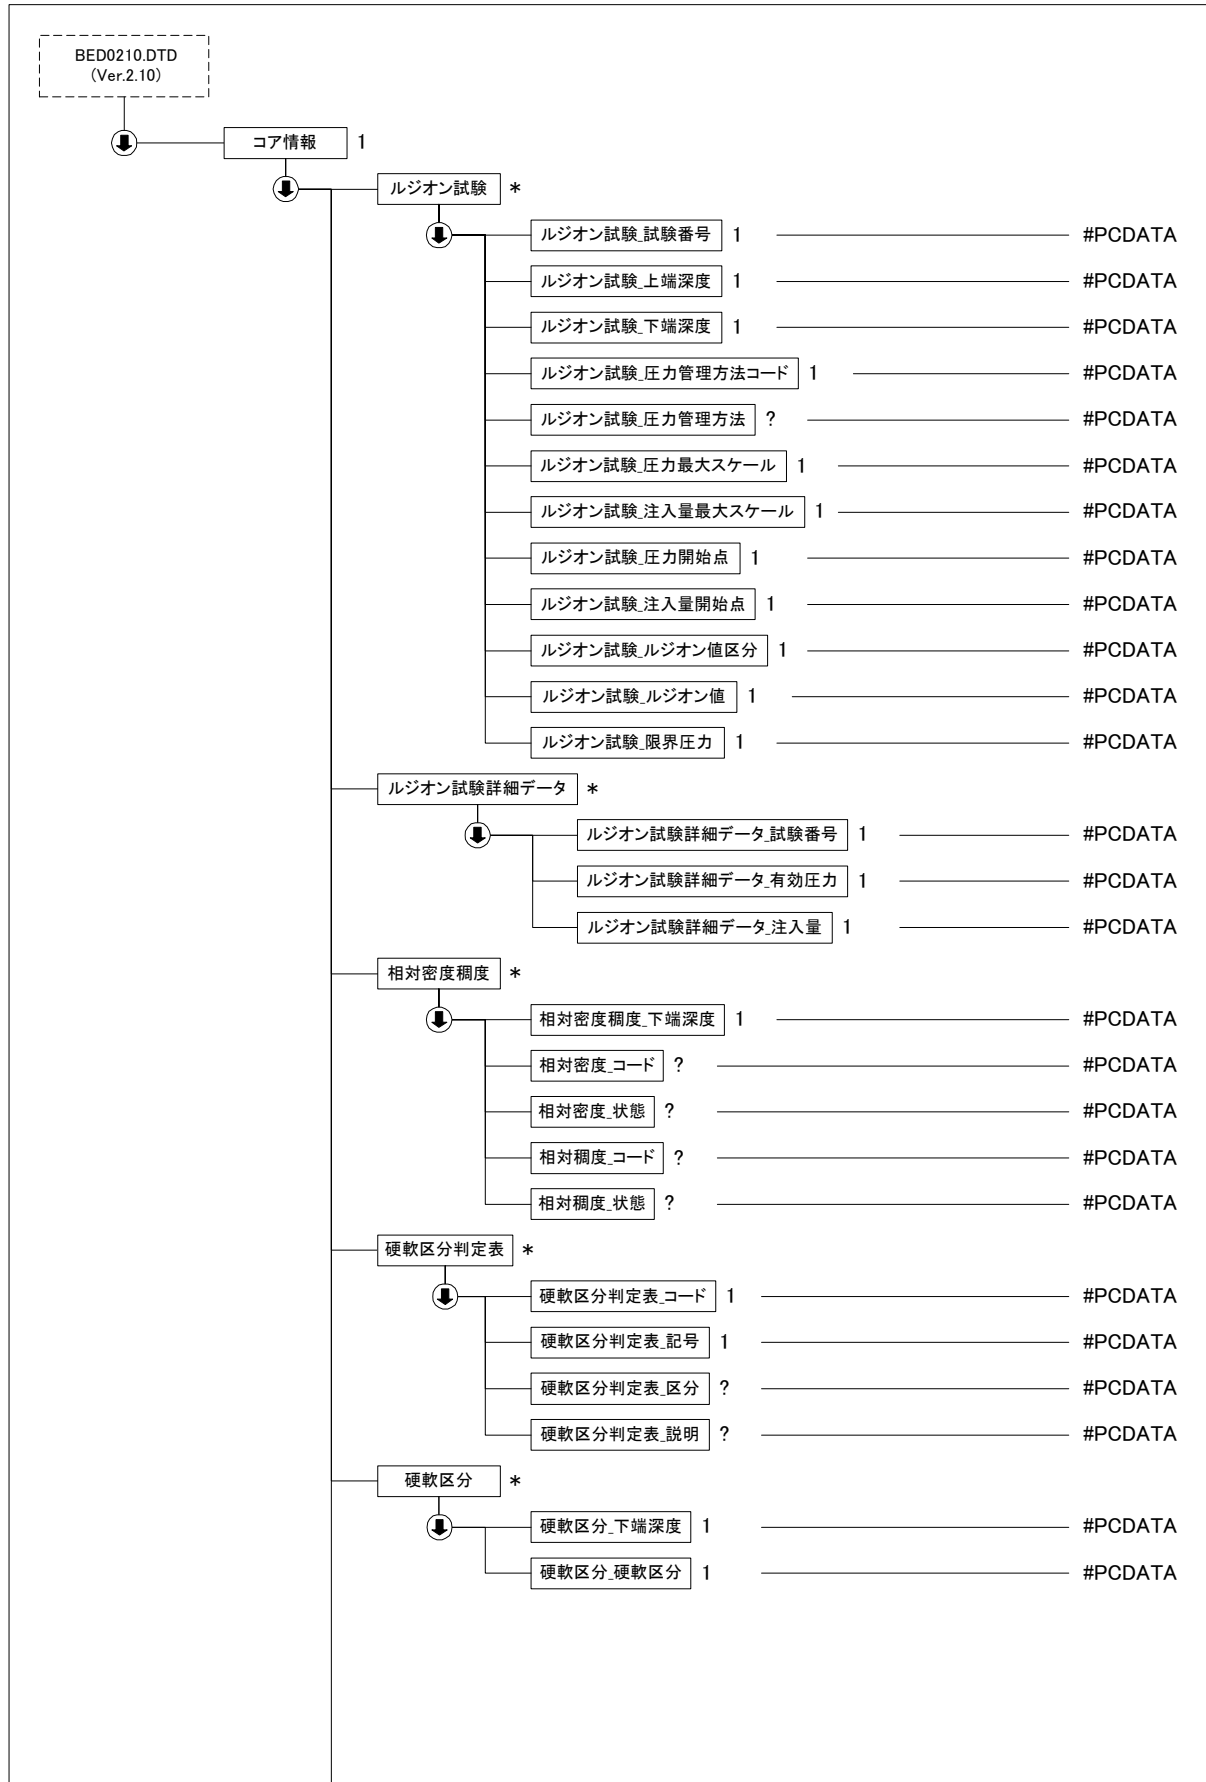 BED0210.DTD
(Ver.2.10)
コア情報 1
ルジオン試験 *
ルジオン試験_試験番号 1 #PCDATA
ルジオン試験_上端深度 1 #PCDATA
ルジオン試験_下端深度 1 #PCDATA
ルジオン試験_圧力管理方法コード 1 #PCDATA
ルジオン試験_圧力管理方法 ? #PCDATA
ルジオン試験_圧力最大スケール 1 #PCDATA
ルジオン試験_注入量最大スケール 1 #PCDATA
ルジオン試験_圧力開始点 1 #PCDATA
ルジオン試験_注入量開始点 1 #PCDATA
ルジオン試験_ルジオン値区分 1 #PCDATA
ルジオン試験_ルジオン値 1 #PCDATA
ルジオン試験_限界圧力 1 #PCDATA
ルジオン試験詳細データ *
ルジオン試験詳細データ_試験番号 1 #PCDATA
ルジオン試験詳細データ_有効圧力 1 #PCDATA
ルジオン試験詳細データ_注入量 1 #PCDATA
相対密度稠度 *
相対密度稠度_下端深度 1 #PCDATA
相対密度_コード ? #PCDATA
相対密度_状態 ? #PCDATA
相対稠度_コード ? #PCDATA
相対稠度_状態 ? #PCDATA
硬軟区分判定表 *
硬軟区分判定表_コード 1 #PCDATA
硬軟区分判定表_記号 1 #PCDATA
硬軟区分判定表_区分 ? #PCDATA
硬軟区分判定表_説明 ? #PCDATA
硬軟区分 *
硬軟区分_下端深度 1 #PCDATA
硬軟区分_硬軟区分 1 #PCDATA